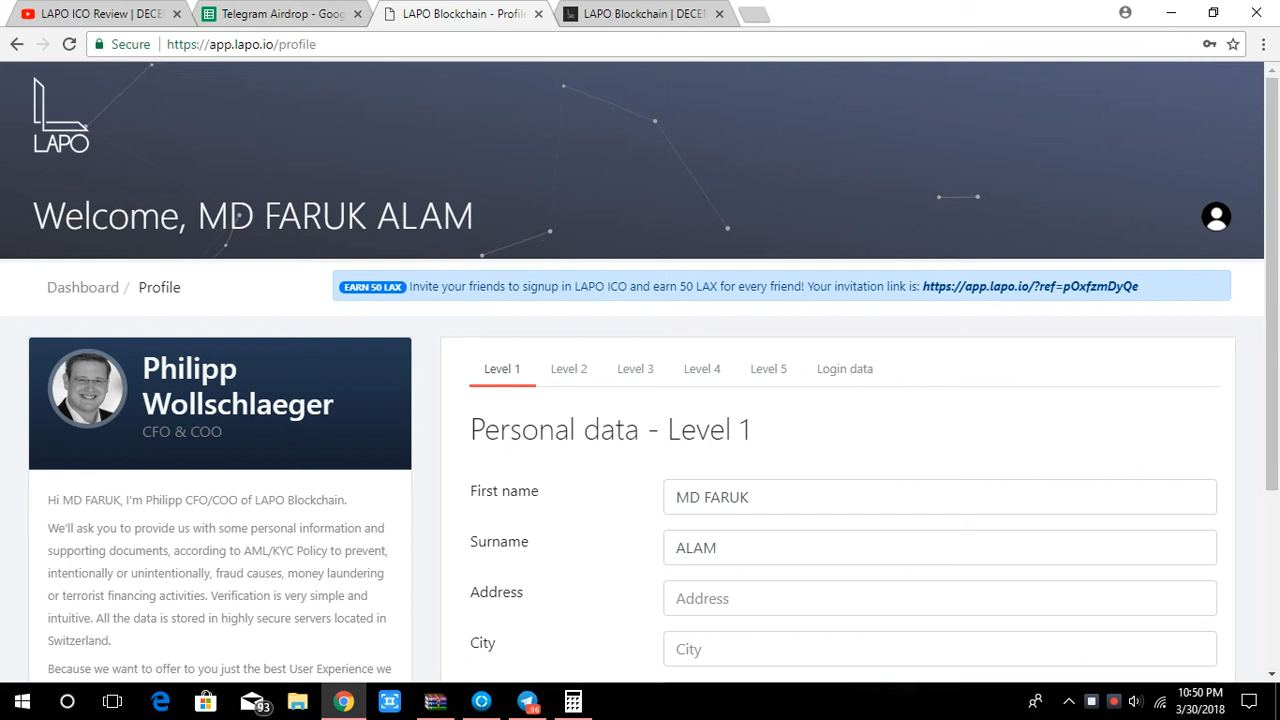 LAPO ICO Review | DECE
Telegram Airdrop - Goog
LAPO Blockchain - Profile
LAPO Blockchain | DECEN
Secure
https://app.lapo.io/profile
LAPO
Welcome, MD FARUK ALAM
Dashboard / Profile
EARN 50 LAX Invite your friends to signup in LAPO ICO and earn 50 LAX for every friend! Your invitation link is: https://app.lapo.io/?ref=pOxfzmDyQe
Philipp
Wollschlaeger
CFO & COO
Hi MD FARUK, I'm Philipp CFO/COO of LAPO Blockchain.
We'll ask you to provide us with some personal information and
supporting documents, according to AML/KYC Policy to prevent,
intentionally or unintentionally, fraud causes, money laundering
or terrorist financing activities. Verification is very simple and
intuitive. All the data is stored in highly secure servers located in
Switzerland.
Because we want to offer to you just the best User Experience we
Level 1 Level 2 Level 3 Level 4 Level 5 Login data
Personal data - Level 1
First name
MD FARUK
Surname
ALAM
Address
Address
City
City
93
96
10:50 PM
3/30/2018